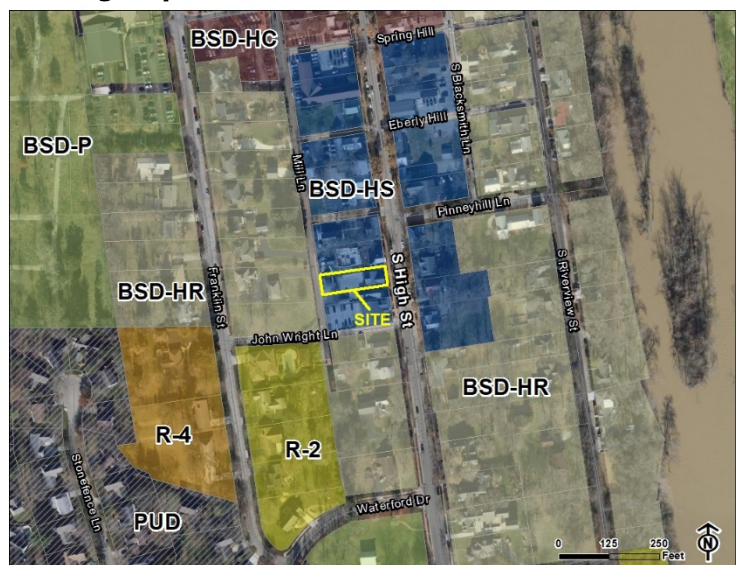 BSD-HC
Spring Hill
S Blacksmith Ln
Eberly Hill
BSD-P
Mill Ln
BSD-HS
Pinneyhill Ln
S High St
S Riverview St
BSD-HR
Franklin St
SITE
John Wright Ln
BSD-HR
R-4
R-2
Stonefence Ln
Waterford Dr
PUD
0 125 250
Feet
N